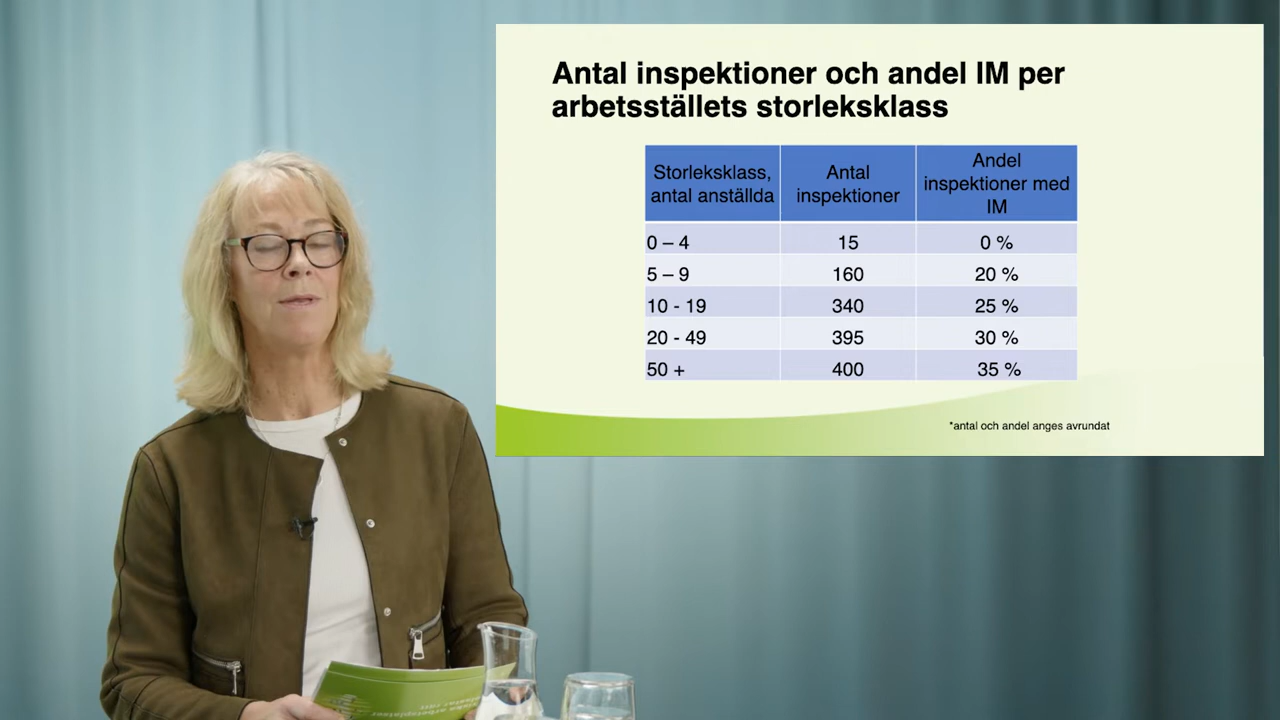 Antal inspektioner och andel IM per
arbetsställets storleksklass
Storleksklass,
antal anställda
Antal
inspektioner
Andel
inspektioner med
IM
0 – 4 15 0 %
5 – 9 160 20 %
10 - 19 340 25 %
20 - 49 395 30 %
50 + 400 35 %
*antal och andel anges avrundat